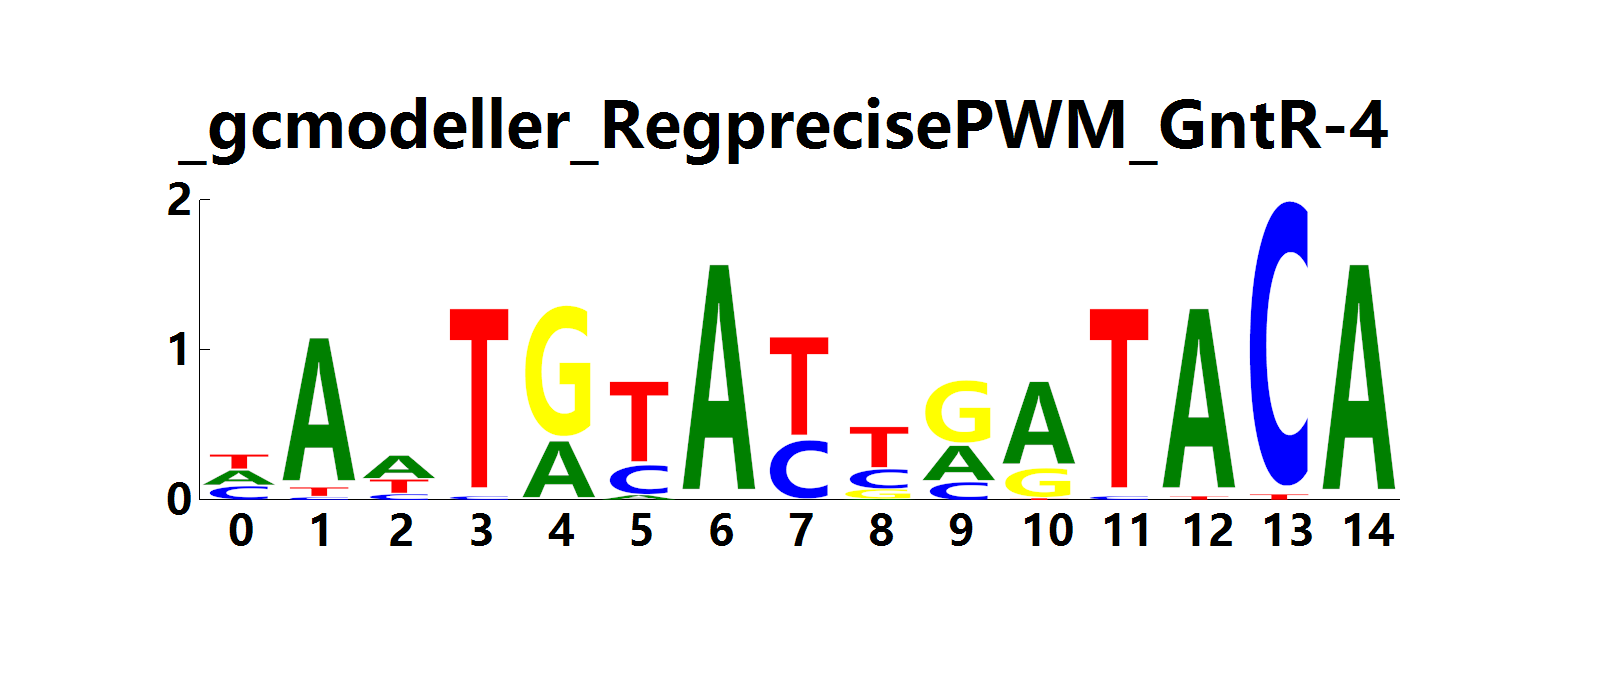 _gcmodeller_RegprecisePWM_GntR-4
2
1
0
T A T T G T A T T G A T A C A
A T A C A C C C A G C T T
C C C A G C T
0 1 2 3 4 5 6 7 8 9 10 11 12 13 14